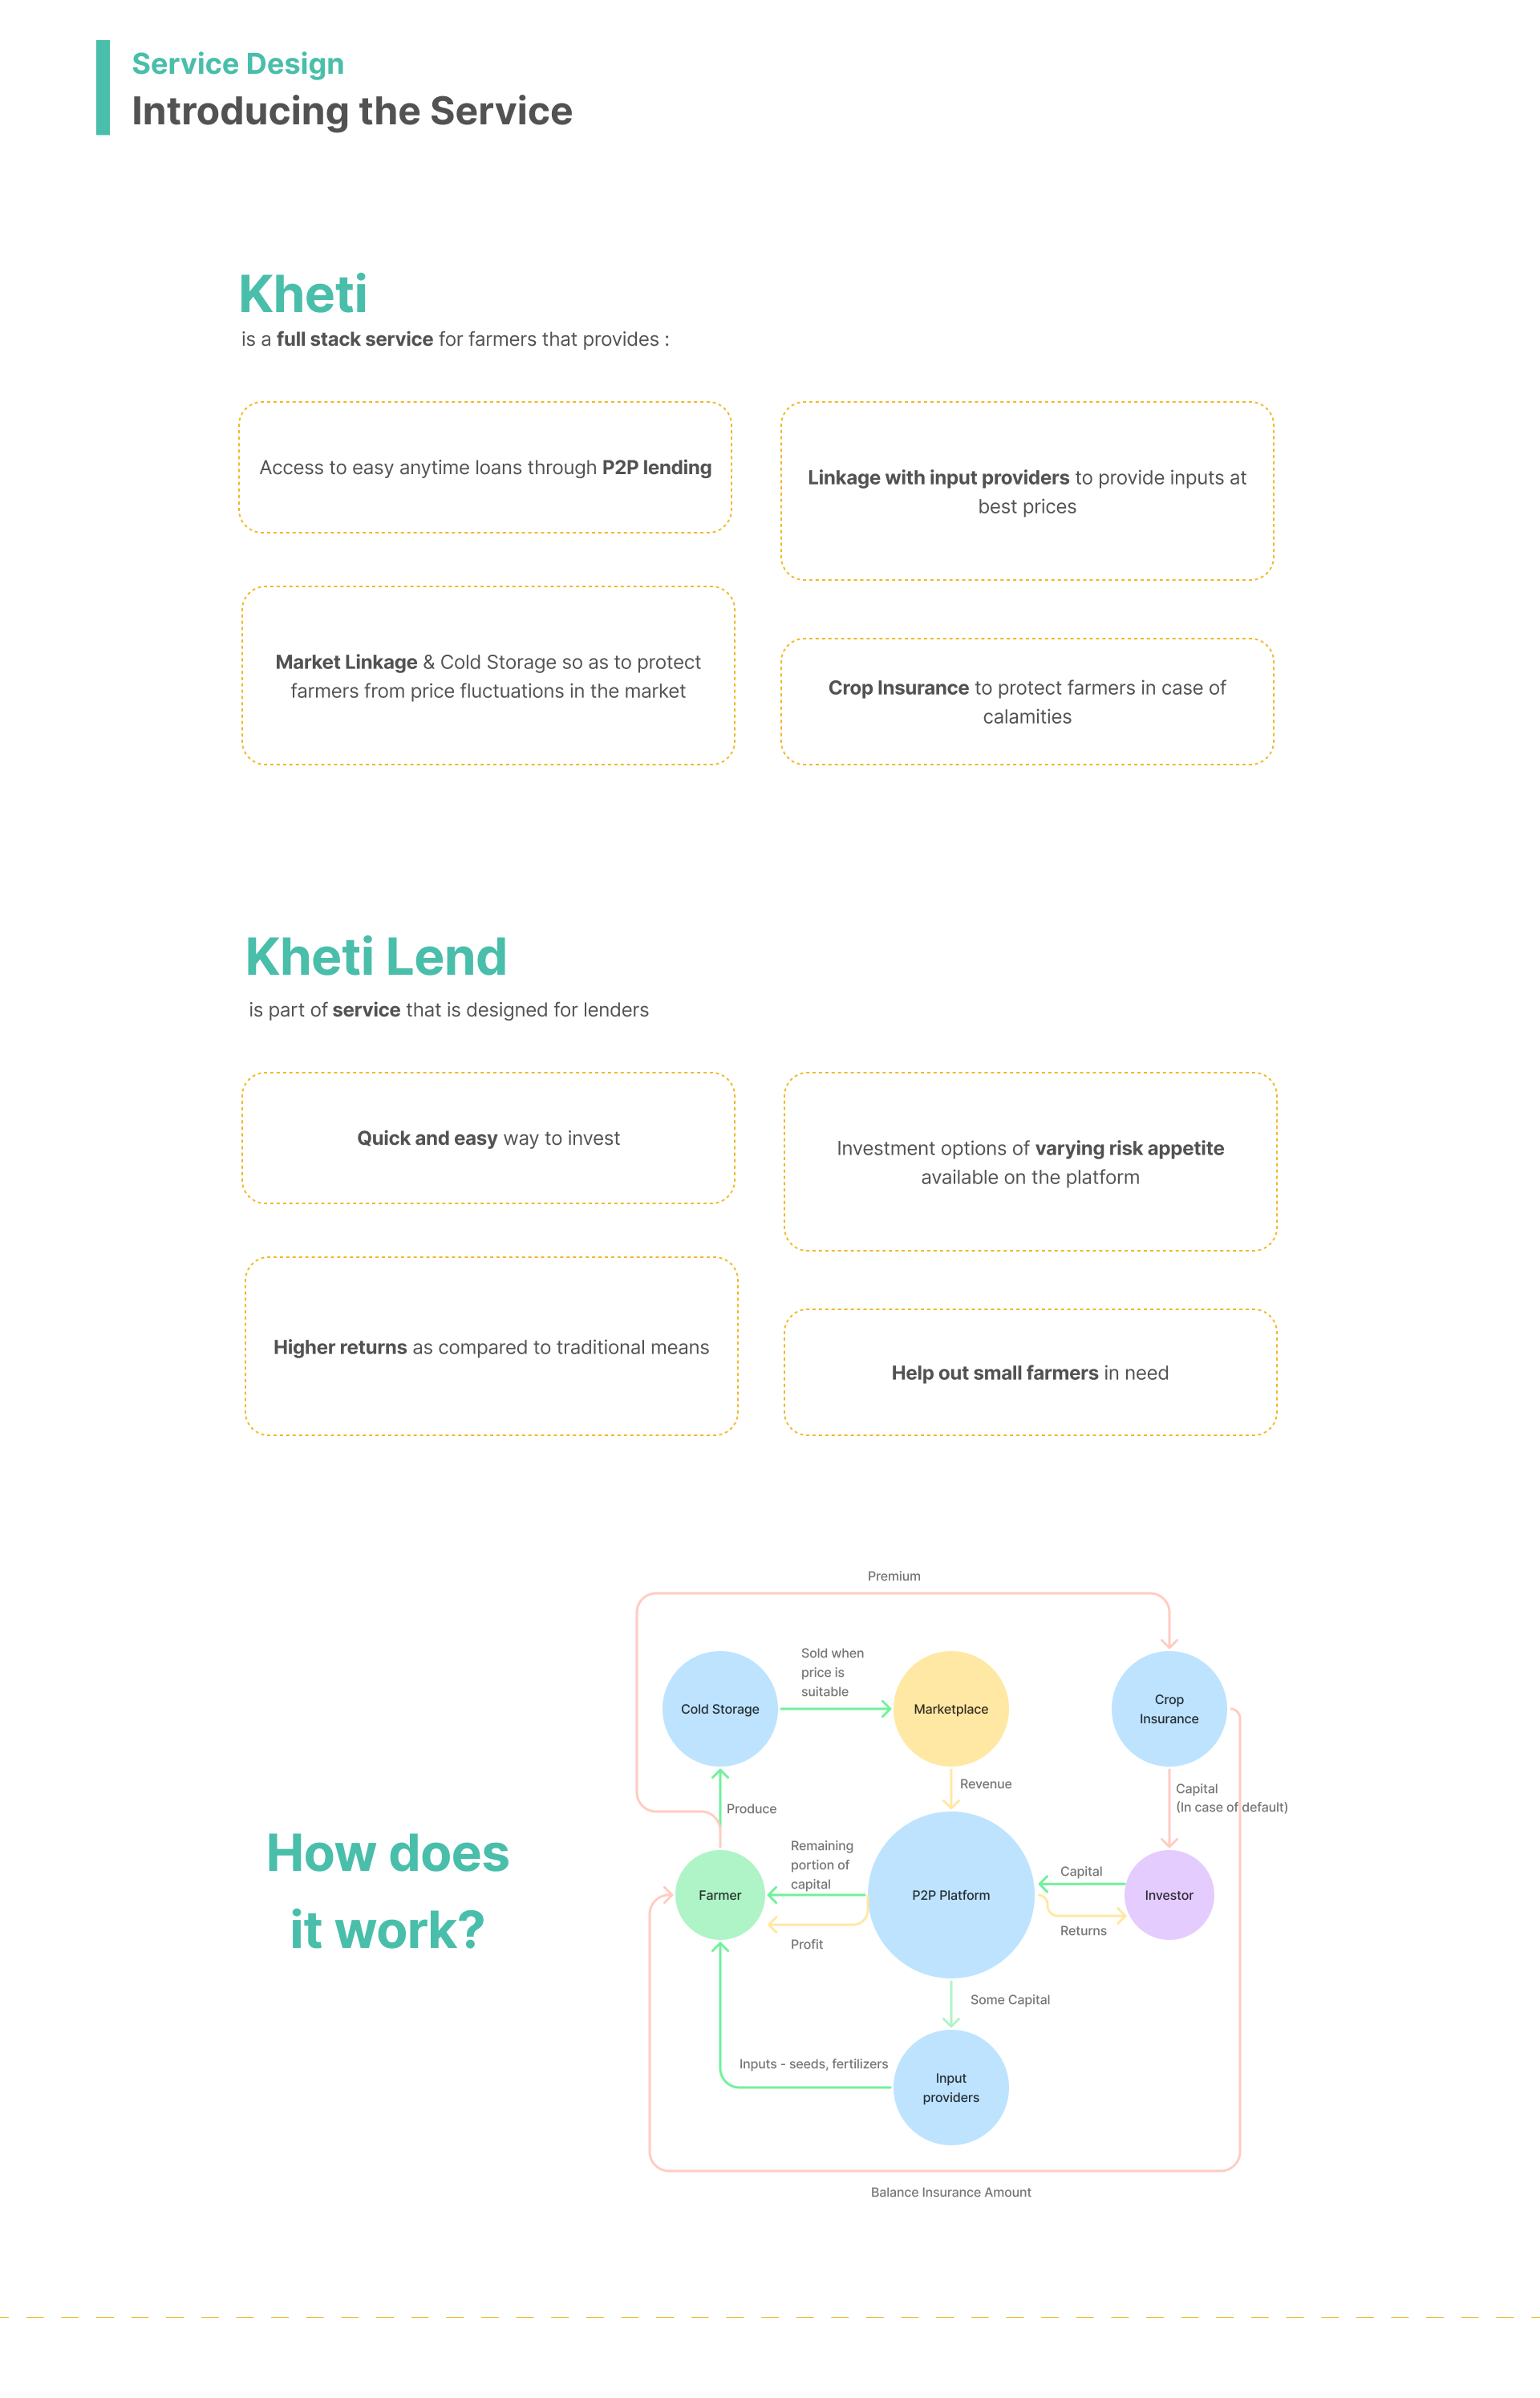 Service Design
Introducing the Service
Kheti
is a full stack service for farmers that provides :
Access to easy anytime loans through P2P lending
Linkage with input providers to provide inputs at
best prices
Market Linkage & Cold Storage so as to protect
farmers from price fluctuations in the market
Crop Insurance to protect farmers in case of
calamities
Kheti Lend
is part of service that is designed for lenders
Quick and easy way to invest
Investment options of varying risk appetite
available on the platform
Higher returns as compared to traditional means
Help out small farmers in need
How does
it work?
Premium
Cold Storage
Sold when
price is
suitable
Marketplace
Crop
Insurance
Produce
Revenue
Capital
(In case of default)
Farmer
Remaining
portion of
capital
Profit
P2P Platform
Capital
Returns
Investor
Some Capital
Inputs - seeds, fertilizers
Input
providers
Balance Insurance Amount